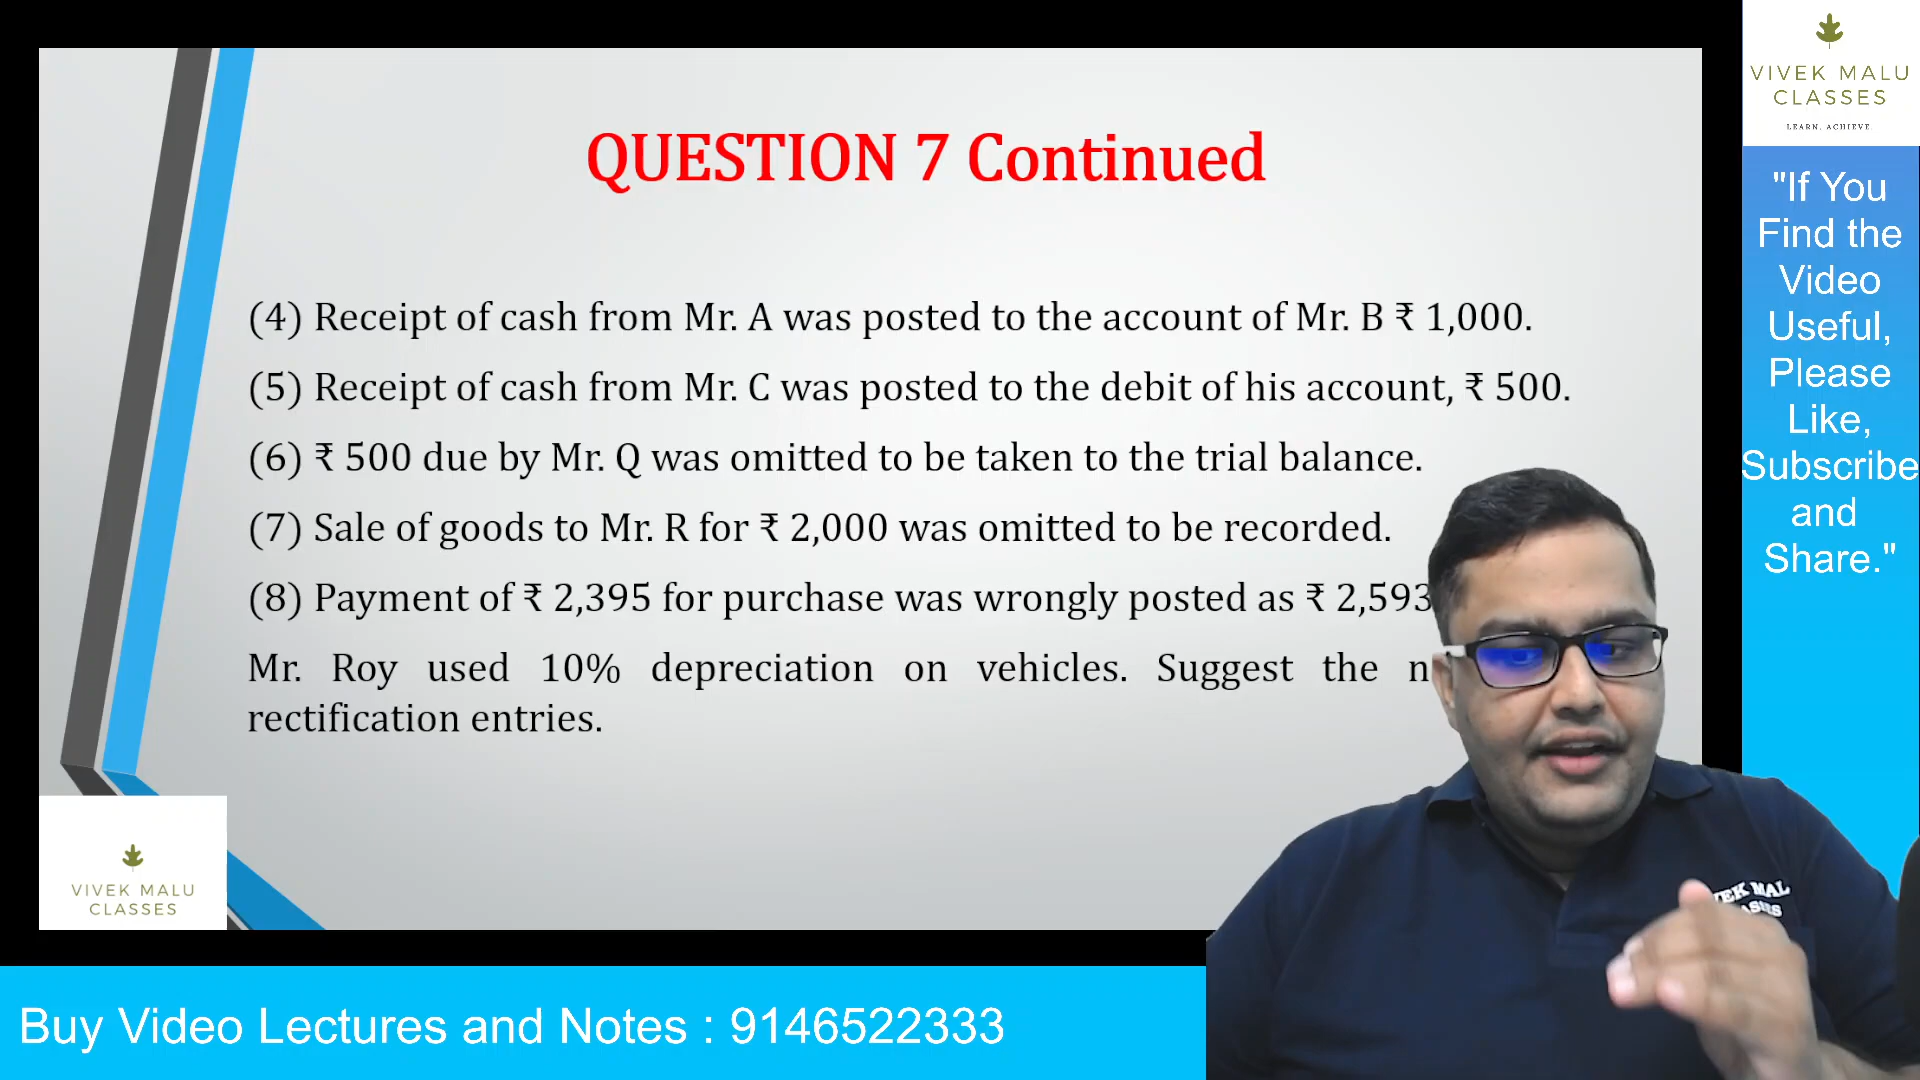 QUESTION 7 Continued
(4) Receipt of cash from Mr. A was posted to the account of Mr. B ₹ 1,000.
(5) Receipt of cash from Mr. C was posted to the debit of his account, ₹ 500.
(6) ₹ 500 due by Mr. Q was omitted to be taken to the trial balance.
(7) Sale of goods to Mr. R for ₹ 2,000 was omitted to be recorded.
(8) Payment of ₹ 2,395 for purchase was wrongly posted as ₹ 2,593
Mr. Roy used 10% depreciation on vehicles. Suggest the
rectification entries.
VIVEK MALU
CLASSES
VIVEK MALU
CLASSES
LEARN. ACHIEVE.
"If You
Find the
Video
Useful,
Please
Like,
Subscribe
and
Share."
Buy Video Lectures and Notes : 9146522333